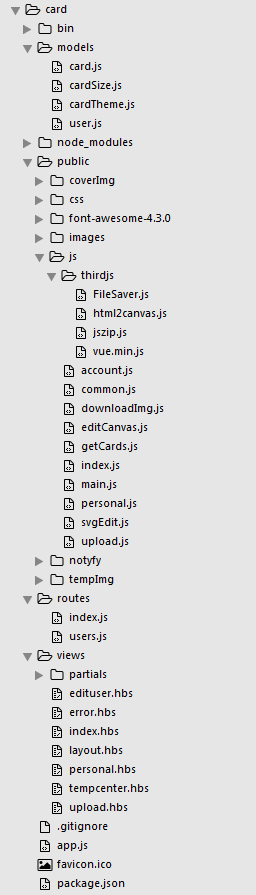 card
bin
models
card.js
cardSize.js
cardTheme.js
user.js
node_modules
public
coverImg
css
font-awesome-4.3.0
images
js
thirdjs
FileSaver.js
html2canvas.js
jszip.js
vue.min.js
account.js
common.js
downloadImg.js
editCanvas.js
getCards.js
index.js
main.js
personal.js
svgEdit.js
upload.js
notyfy
tempImg
routes
index.js
users.js
views
partials
edituser.hbs
error.hbs
index.hbs
layout.hbs
personal.hbs
tempcenter.hbs
upload.hbs
.gitignore
app.js
favicon.ico
package.json